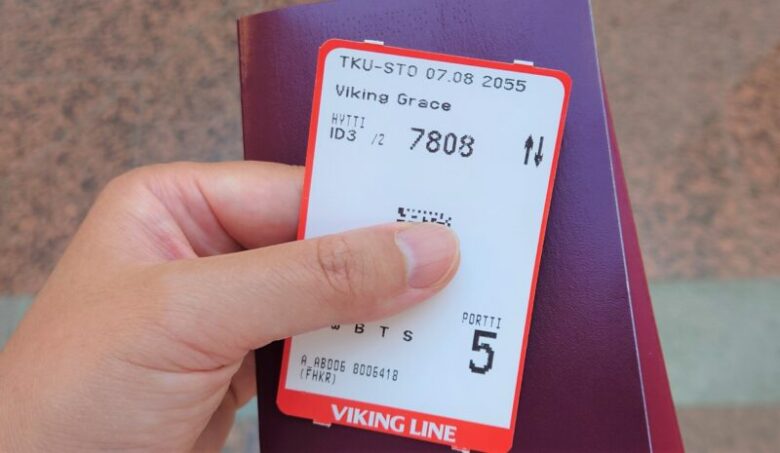 TKU-STO 07.08 2055
Viking Grace
HYTTI
ID3 /2 7808
W B T S
PORTTI
5
A AB006 8006418
(FHKR)
VIKING LINE